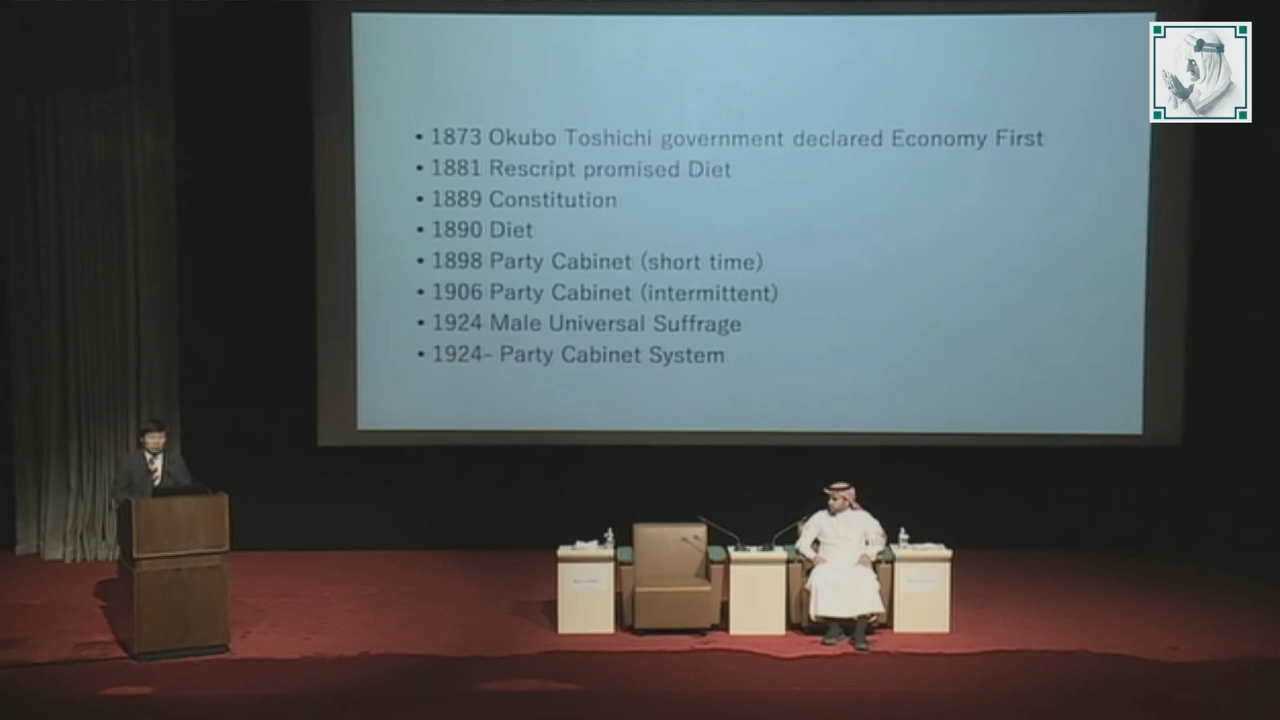 • 1873 Okubo Toshichi government declared Economy First
• 1881 Rescript promised Diet
• 1889 Constitution
• 1890 Diet
• 1898 Party Cabinet (short time)
• 1906 Party Cabinet (intermittent)
• 1924 Male Universal Suffrage
• 1924- Party Cabinet System